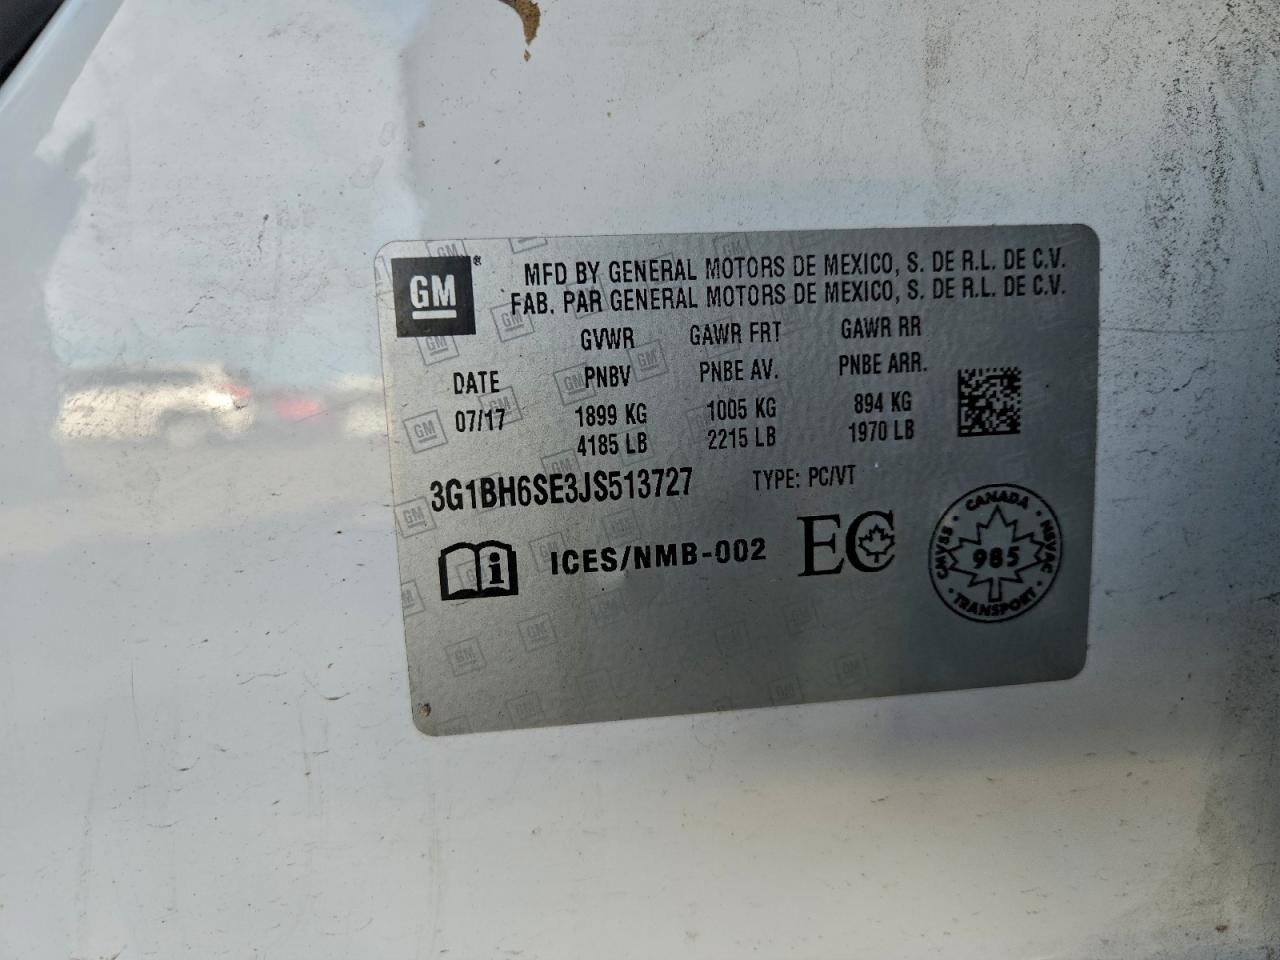 GM
MFD BY GENERAL MOTORS DE MEXICO, S. DE R.L. DE C.V.
FAB. PAR GENERAL MOTORS DE MEXICO, S. DE R.L. DE C.V.
GVWR GAWR FRT GAWR RR
DATE PNBV PNBE AV. PNBE ARR.
07/17 1899 KG 1005 KG 894 KG
4185 LB 2215 LB 1970 LB
3G1BH6SE3JS513727 TYPE: PC/VT
i ICES/NMB-002 EC
CANADA
CMVSS 985 NSVAC
TRANSPORT